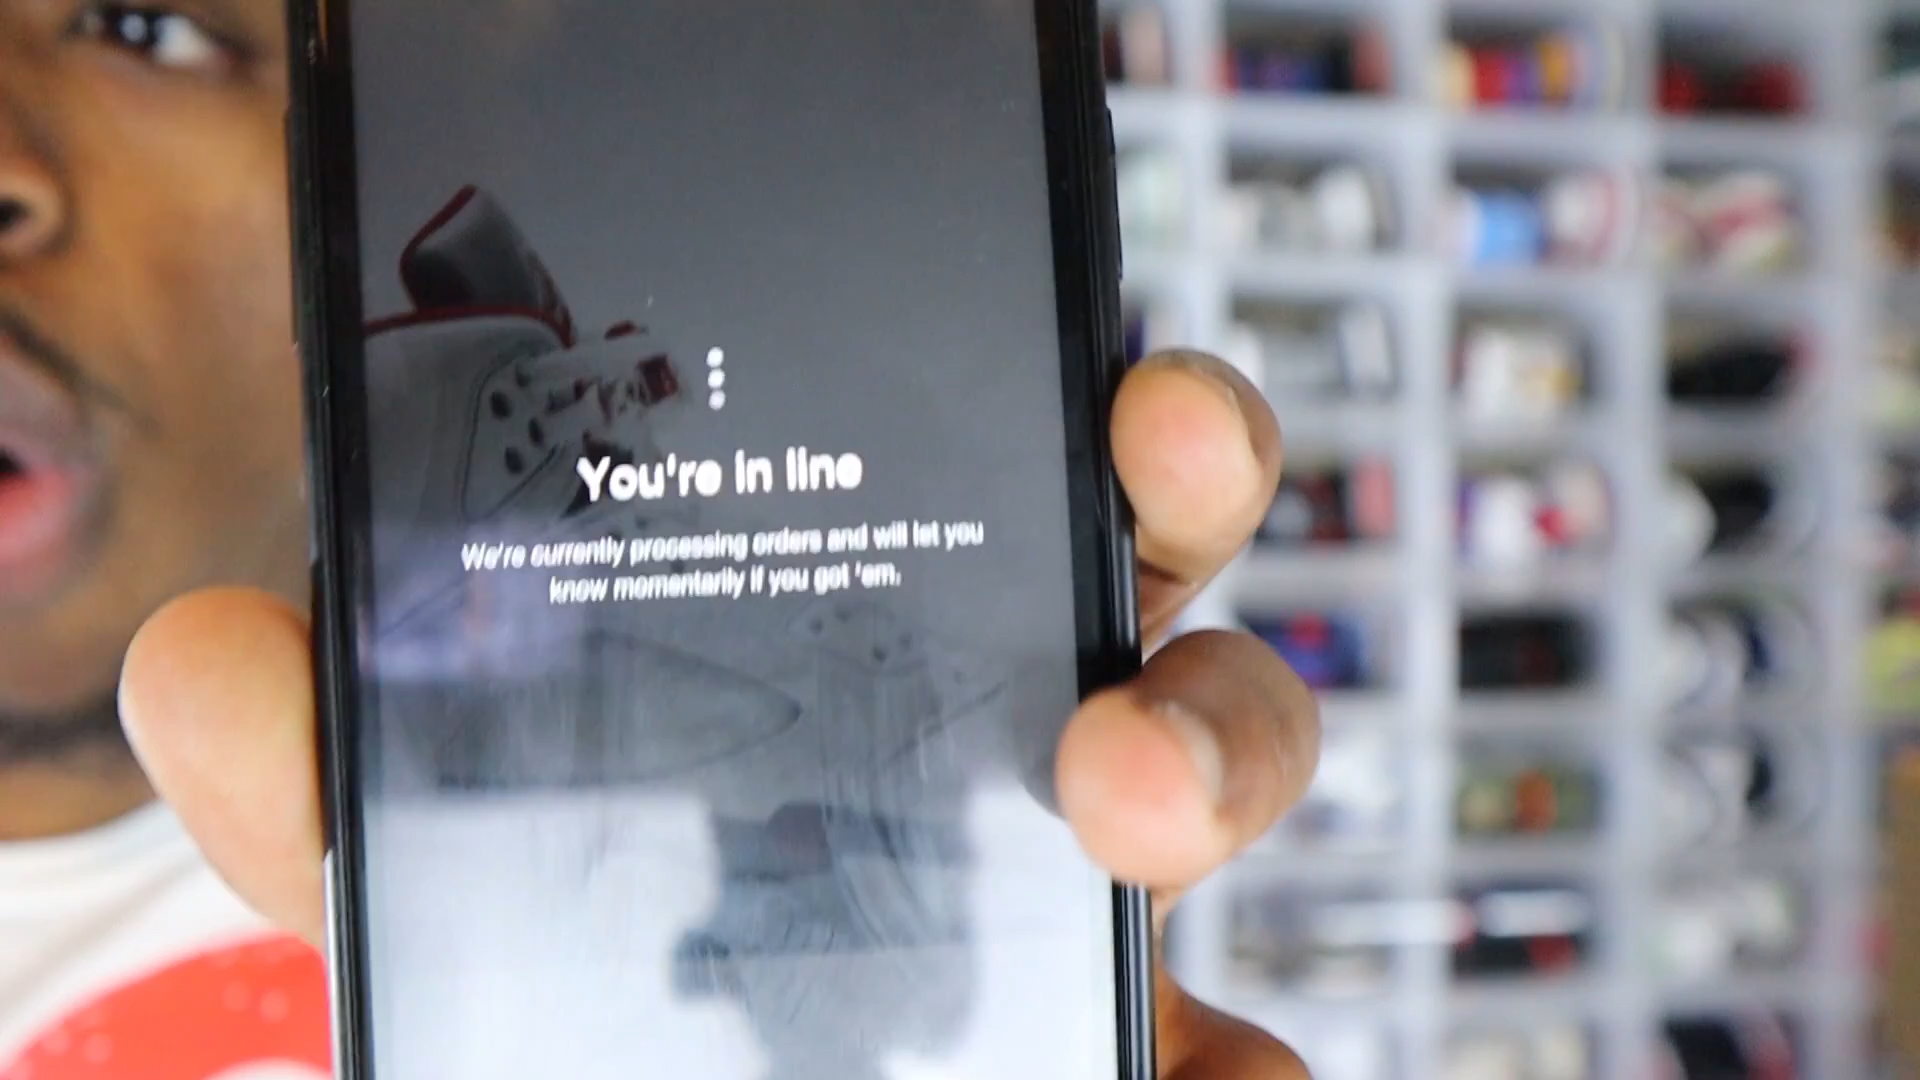 You're in line
We're currently processing orders and will let you
know momentarily if you got 'em.